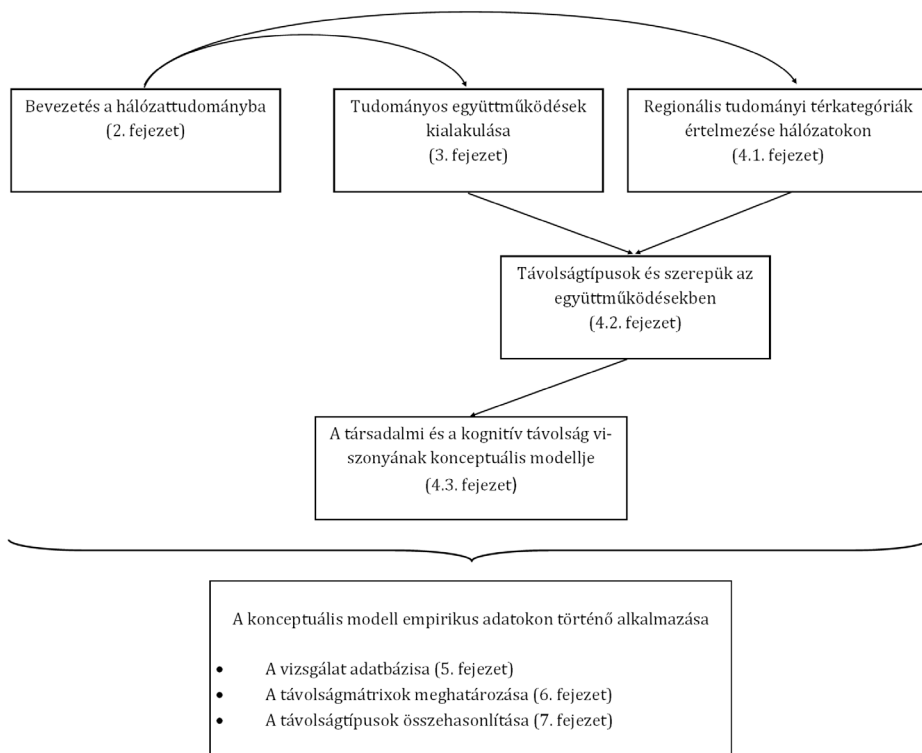 Bevezetés a hálózattudományba
(2. fejezet)
Tudományos együttműködések
kialakulása
(3. fejezet)
Regionális tudományi térkategóriák
értelmezése hálózatokon
(4.1. fejezet)
Távolságtípusok és szerepük az
együttműködésekben
(4.2. fejezet)
A társadalmi és a kognitív távolság vi-
szonyának konceptuális modellje
(4.3. fejezet)
A konceptuális modell empirikus adatokon történő alkalmazása
• A vizsgálat adatbázisa (5. fejezet)
• A távolságmátrixok meghatározása (6. fejezet)
• A távolságtípusok összehasonlítása (7. fejezet)